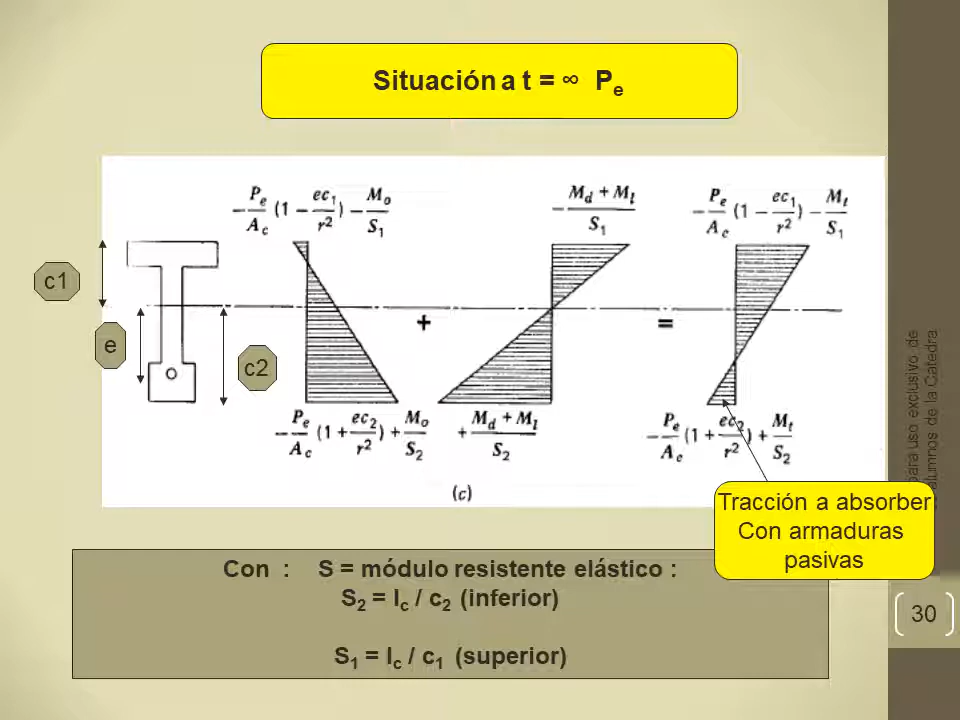 Situación a t = ∞ Pe
-Pe/Ac (1 - ec1/r²) - Mo/S1
- (Md + Ml)/S1
-Pe/Ac (1 - ec1/r²) - Mt/S1
c1
e
c2
+
=
-Pe/Ac (1 + ec2/r²) + Mo/S2
+ (Md + Ml)/S2
-Pe/Ac (1 + ec2/r²) + Mt/S2
(c)
Tracción a absorber
Con armaduras
pasivas
Con : S = módulo resistente elástico :
S2 = Ic / c2 (inferior)
S1 = Ic / c1 (superior)
para uso exclusivo de
alumnos de la Catedra
30